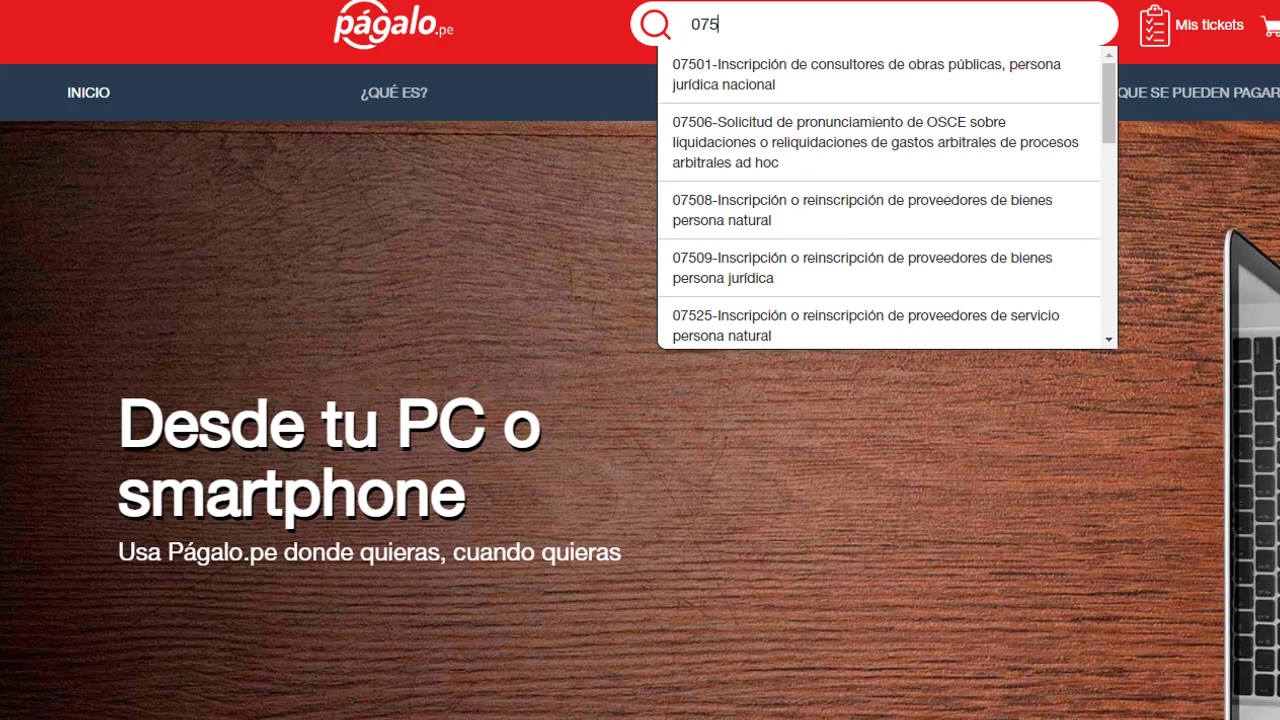 págalo.pe
075
Mis tickets
INICIO
¿QUÉ ES?
QUE SE PUEDEN PAGAR
07501-Inscripción de consultores de obras públicas, persona
jurídica nacional
07506-Solicitud de pronunciamiento de OSCE sobre
liquidaciones o reliquidaciones de gastos arbitrales de procesos
arbitrales ad hoc
07508-Inscripción o reinscripción de proveedores de bienes
persona natural
07509-Inscripción o reinscripción de proveedores de bienes
persona jurídica
07525-Inscripción o reinscripción de proveedores de servicio
persona natural
Desde tu PC o
smartphone
Usa Págalo.pe donde quieras, cuando quieras